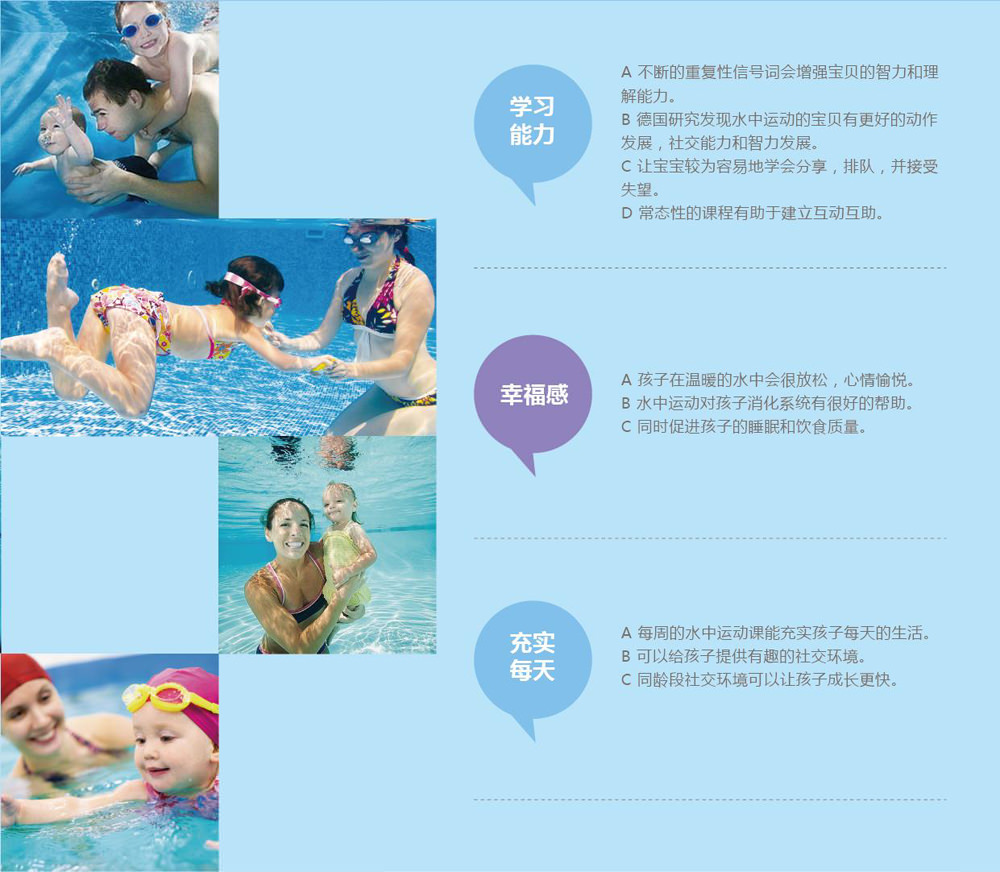 学习
能力
A 不断的重复性信号词会增强宝贝的智力和理
解能力。
B 德国研究发现水中运动的宝贝有更好的动作
发展，社交能力和智力发展。
C 让宝宝较为容易地学会分享，排队，并接受
失望。
D 常态性的课程有助于建立互动互助。
幸福感
A 孩子在温暖的水中会很放松，心情愉悦。
B 水中运动对孩子消化系统有很好的帮助。
C 同时促进孩子的睡眠和饮食质量。
充实
每天
A 每周的水中运动课能充实孩子每天的生活。
B 可以给孩子提供有趣的社交环境。
C 同龄段社交环境可以让孩子成长更快。